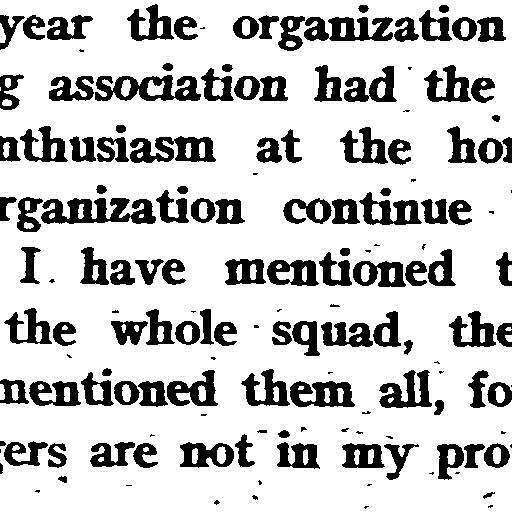 year the organization
g association had the
nthusiasm at the hor
rganization continue
I have mentioned t
the whole squad, the
mentioned them all, fo
gers are not in my pro